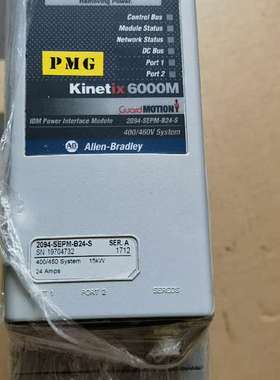 Removing Power.
Control Bus
Module Status
Network Status
DC Bus
Port 1
Port 2
PMG
Kinetix 6000M
GuardMOTION
IDM Power Interface Module 2094-SEPM-B24-S
400/460V System
AB Allen-Bradley
2094-SEPM-B24-S SER. A
SN 19704732 1712
400/460 System 15kW
24 Amps
PORT 2 SERCOS